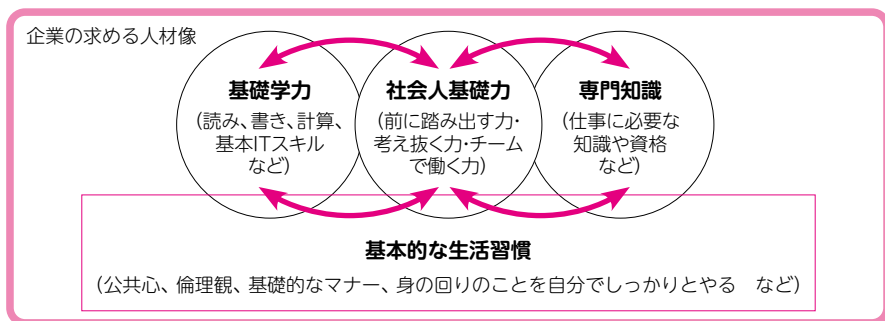 企業の求める人材像
基礎学力
(読み、書き、計算、
基本ITスキル
など)
社会人基礎力
(前に踏み出す力・
考え抜く力・チーム
で働く力)
専門知識
(仕事に必要な
知識や資格
など)
基本的な生活習慣
(公共心、倫理観、基礎的なマナー、身の回りのことを自分でしっかりとやる　など)